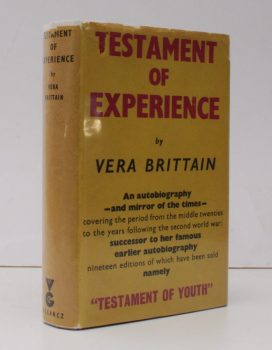 TESTAMENT
OF
EXPERIENCE
by
VERA
BRITTAIN
VG
GOLLANCZ
TESTAMENT
OF
EXPERIENCE
by
VERA BRITTAIN
An autobiography
—and mirror of the times—
covering the period from the middle twenties
to the years following the second world war:
successor to her famous
earlier autobiography
nineteen editions of which have been sold
namely
"TESTAMENT OF YOUTH"